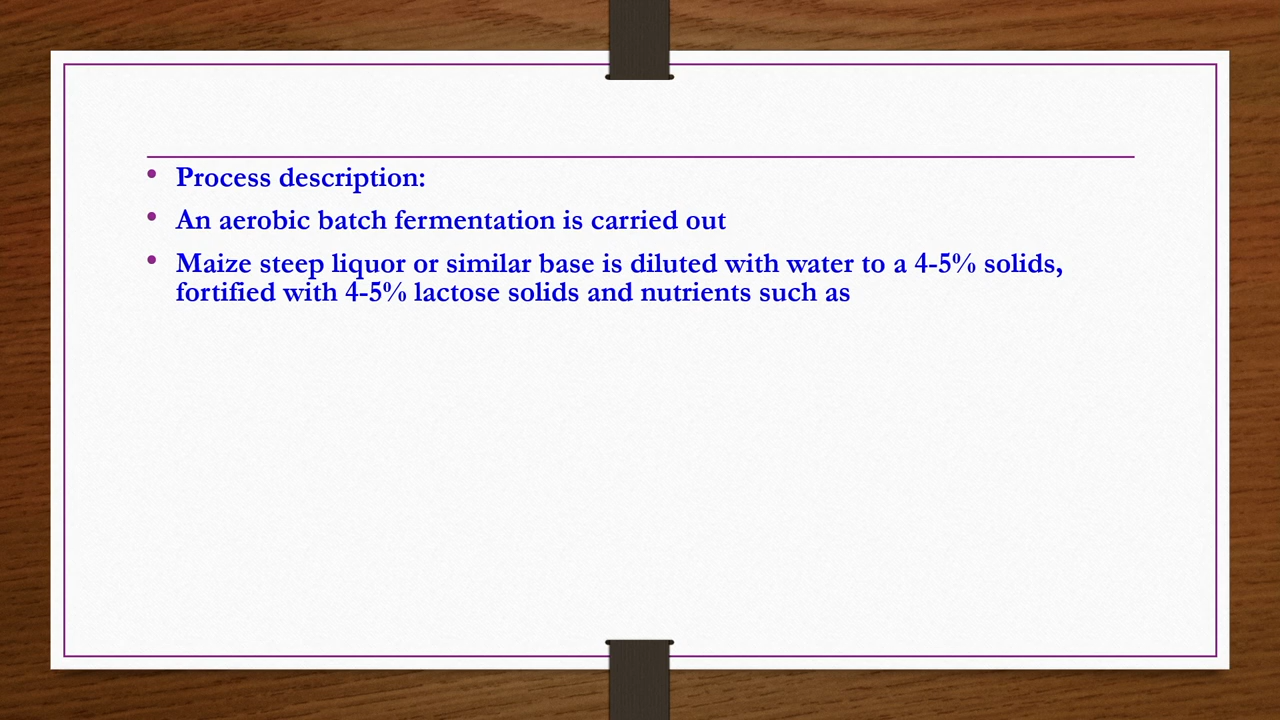 • Process description:
• An aerobic batch fermentation is carried out
• Maize steep liquor or similar base is diluted with water to a 4-5% solids,
fortified with 4-5% lactose solids and nutrients such as